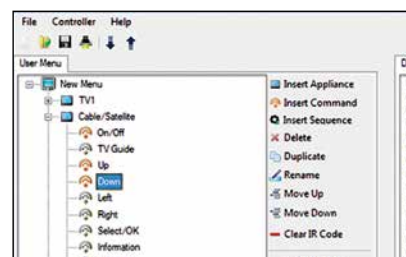 File Controller Help
User Menu
New Menu
TV1
Cable/Satellite
On/Off
TV Guide
Up
Down
Left
Right
Select/OK
Information
Insert Appliance
Insert Command
Insert Sequence
Delete
Duplicate
Rename
Move Up
Move Down
Clear IR Code
D